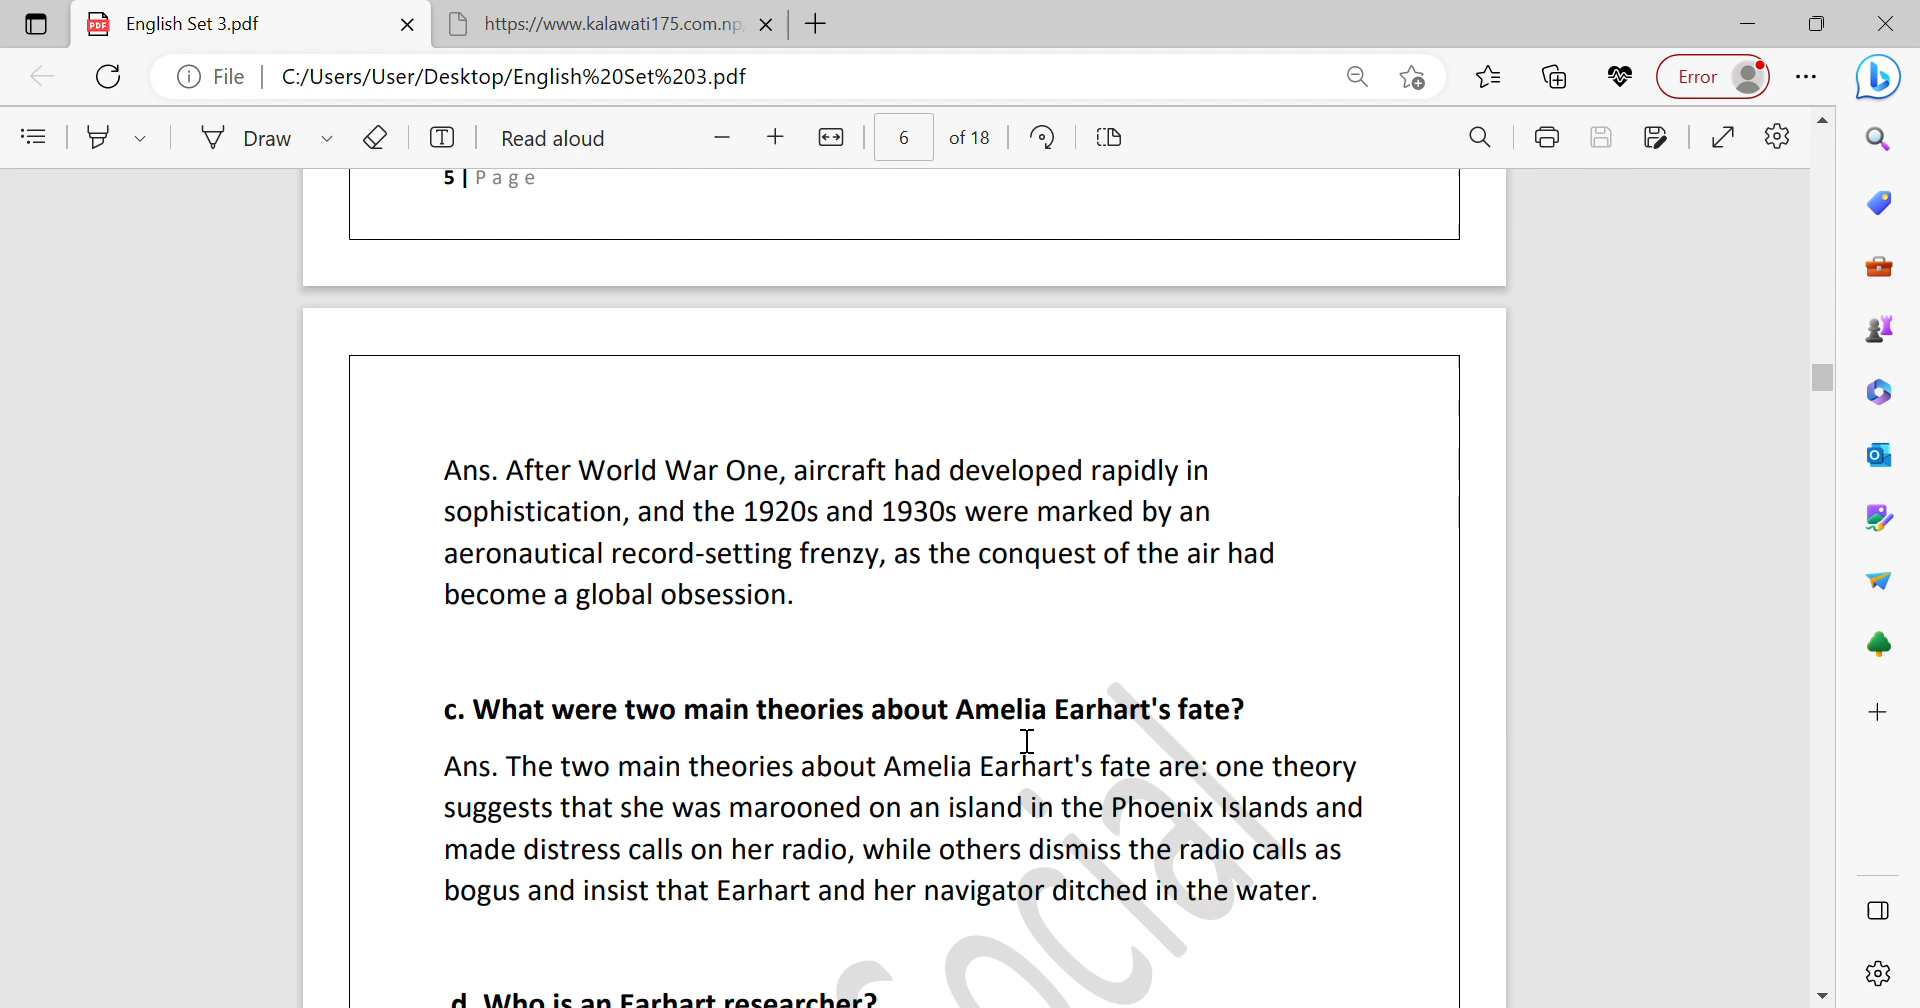 English Set 3.pdf
https://www.kalawati175.com.np/
File
C:/Users/User/Desktop/English%20Set%203.pdf
Error
Draw
Read aloud
6
of 18
5 | Page
Ans. After World War One, aircraft had developed rapidly in
sophistication, and the 1920s and 1930s were marked by an
aeronautical record-setting frenzy, as the conquest of the air had
become a global obsession.
c. What were two main theories about Amelia Earhart's fate?
Ans. The two main theories about Amelia Earhart's fate are: one theory
suggests that she was marooned on an island in the Phoenix Islands and
made distress calls on her radio, while others dismiss the radio calls as
bogus and insist that Earhart and her navigator ditched in the water.
d. Who is an Earhart researcher?